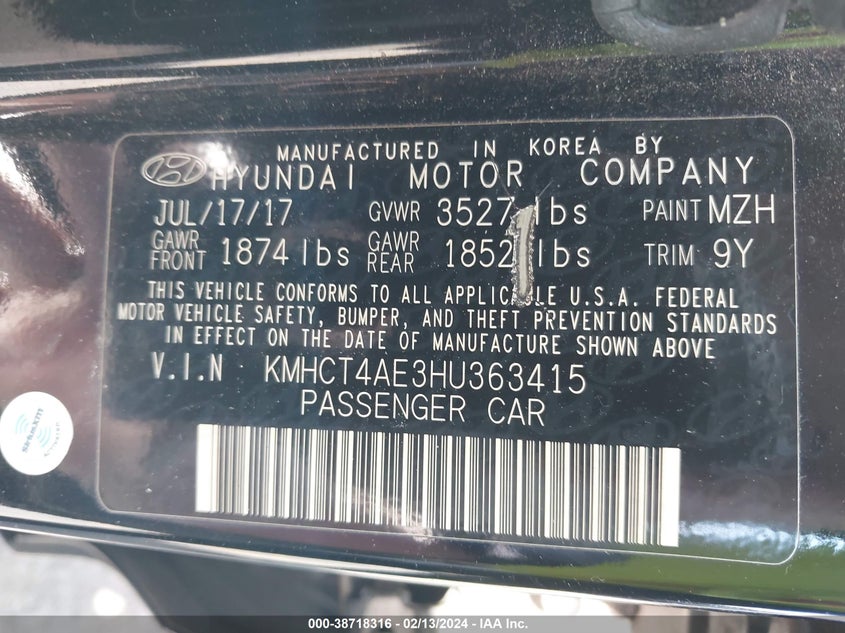 MANUFACTURED IN KOREA BY
HYUNDAI MOTOR COMPANY
JUL/17/17 GVWR 3527 lbs PAINT MZH
GAWR FRONT 1874 lbs GAWR REAR 1852 lbs TRIM 9Y
THIS VEHICLE CONFORMS TO ALL APPLICABLE U.S.A. FEDERAL
MOTOR VEHICLE SAFETY, BUMPER, AND THEFT PREVENTION STANDARDS
IN EFFECT ON THE DATE OF MANUFACTURE SHOWN ABOVE
V.I.N KMHCT4AE3HU363415
PASSENGER CAR
siriusxm
000-38718316 - 02/13/2024 - IAA Inc.